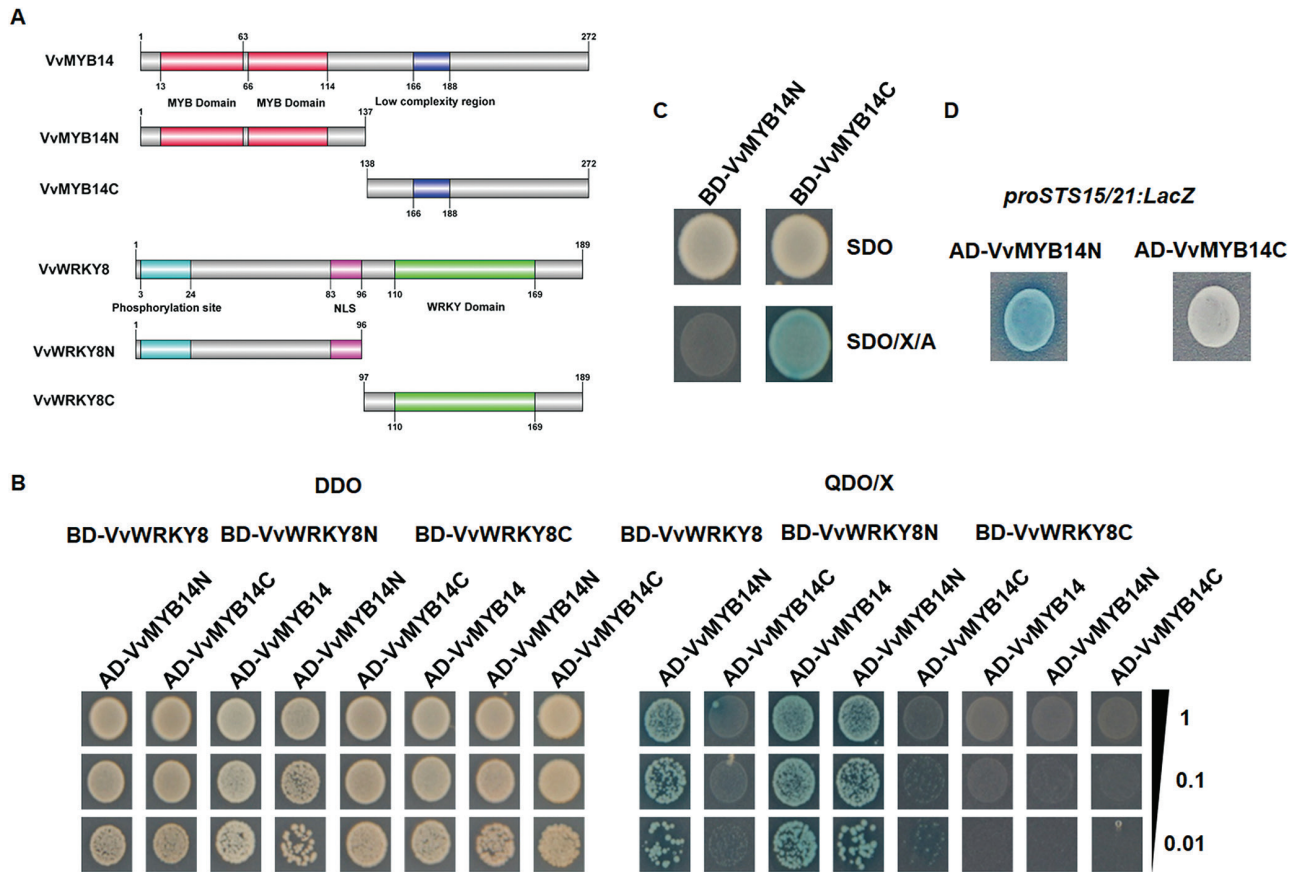 A
1 63 272
VvMYB14
13 66 114 166 188
MYB Domain MYB Domain Low complexity region
1 137
VvMYB14N
138 272
VvMYB14C
166 188
1 189
VvWRKY8
3 24 83 96 110 169
Phosphorylation site NLS WRKY Domain
1 96
VvWRKY8N
97 189
VvWRKY8C
110 169
C
BD-VvMYB14N BD-VvMYB14C
SDO
SDO/X/A
D
proSTS15/21:LacZ
AD-VvMYB14N AD-VvMYB14C
B
DDO QDO/X
BD-VvWRKY8 BD-VvWRKY8N BD-VvWRKY8C BD-VvWRKY8 BD-VvWRKY8N BD-VvWRKY8C
AD-VvMYB14N AD-VvMYB14C AD-VvMYB14 AD-VvMYB14N AD-VvMYB14C AD-VvMYB14 AD-VvMYB14N AD-VvMYB14C AD-VvMYB14N AD-VvMYB14C AD-VvMYB14 AD-VvMYB14N AD-VvMYB14C AD-VvMYB14 AD-VvMYB14N AD-VvMYB14C
1
0.1
0.01